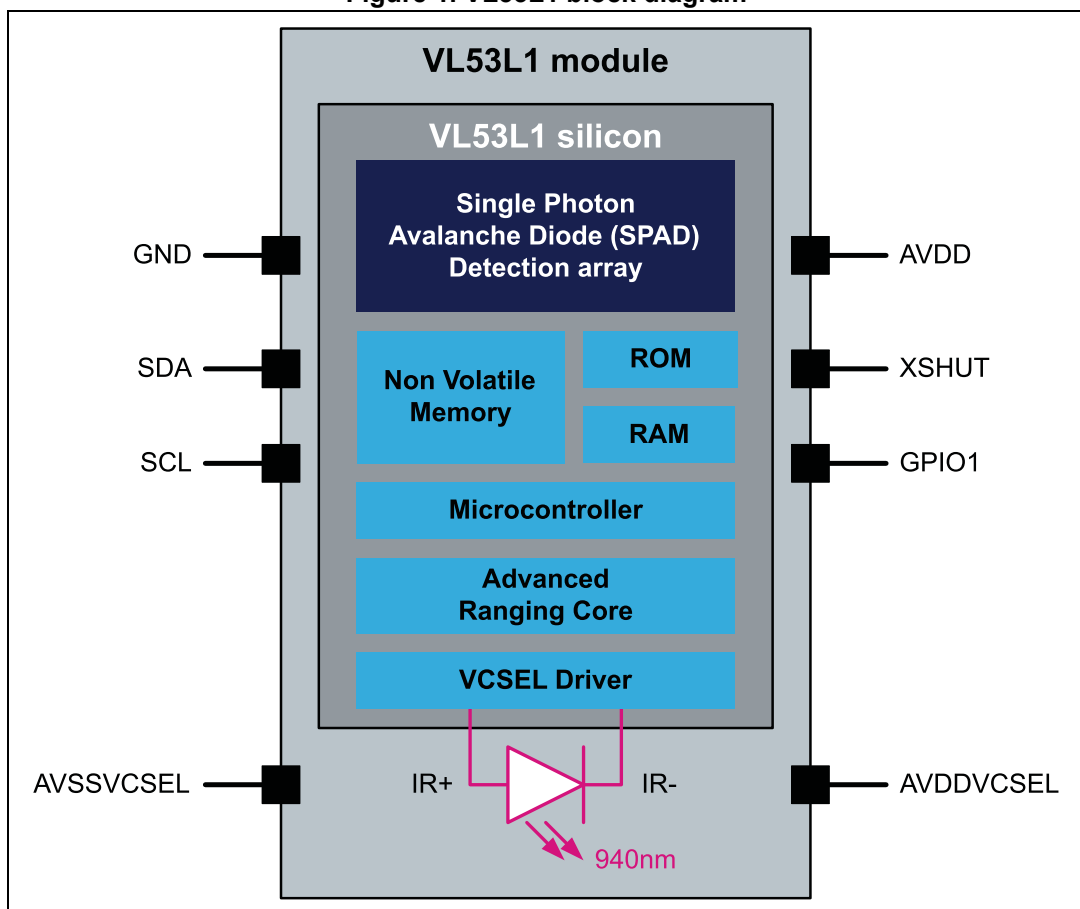 VL53L1 module
VL53L1 silicon
Single Photon
Avalanche Diode (SPAD)
Detection array
GND
AVDD
SDA
Non Volatile
Memory
ROM
XSHUT
SCL
RAM
GPIO1
Microcontroller
Advanced
Ranging Core
VCSEL Driver
AVSSVCSEL
IR+
IR-
AVDDVCSEL
940nm